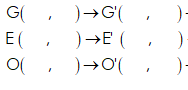 G(    ,    )→G'(    ,    )
E (    ,    )→E' (    ,    )
O(    ,    )→O'(    ,    )